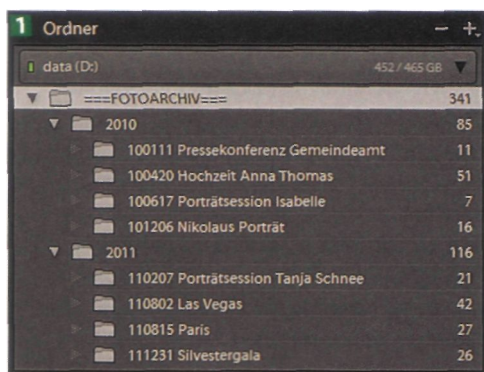 1 Ordner
data (D:) 452 / 465 GB
===FOTOARCHIV=== 341
2010 85
100111 Pressekonferenz Gemeindeamt 11
100420 Hochzeit Anna Thomas 51
100617 Porträtsession Isabelle 7
101206 Nikolaus Porträt 16
2011 116
110207 Porträtsession Tanja Schnee 21
110802 Las Vegas 42
110815 Paris 27
111231 Silvestergala 26